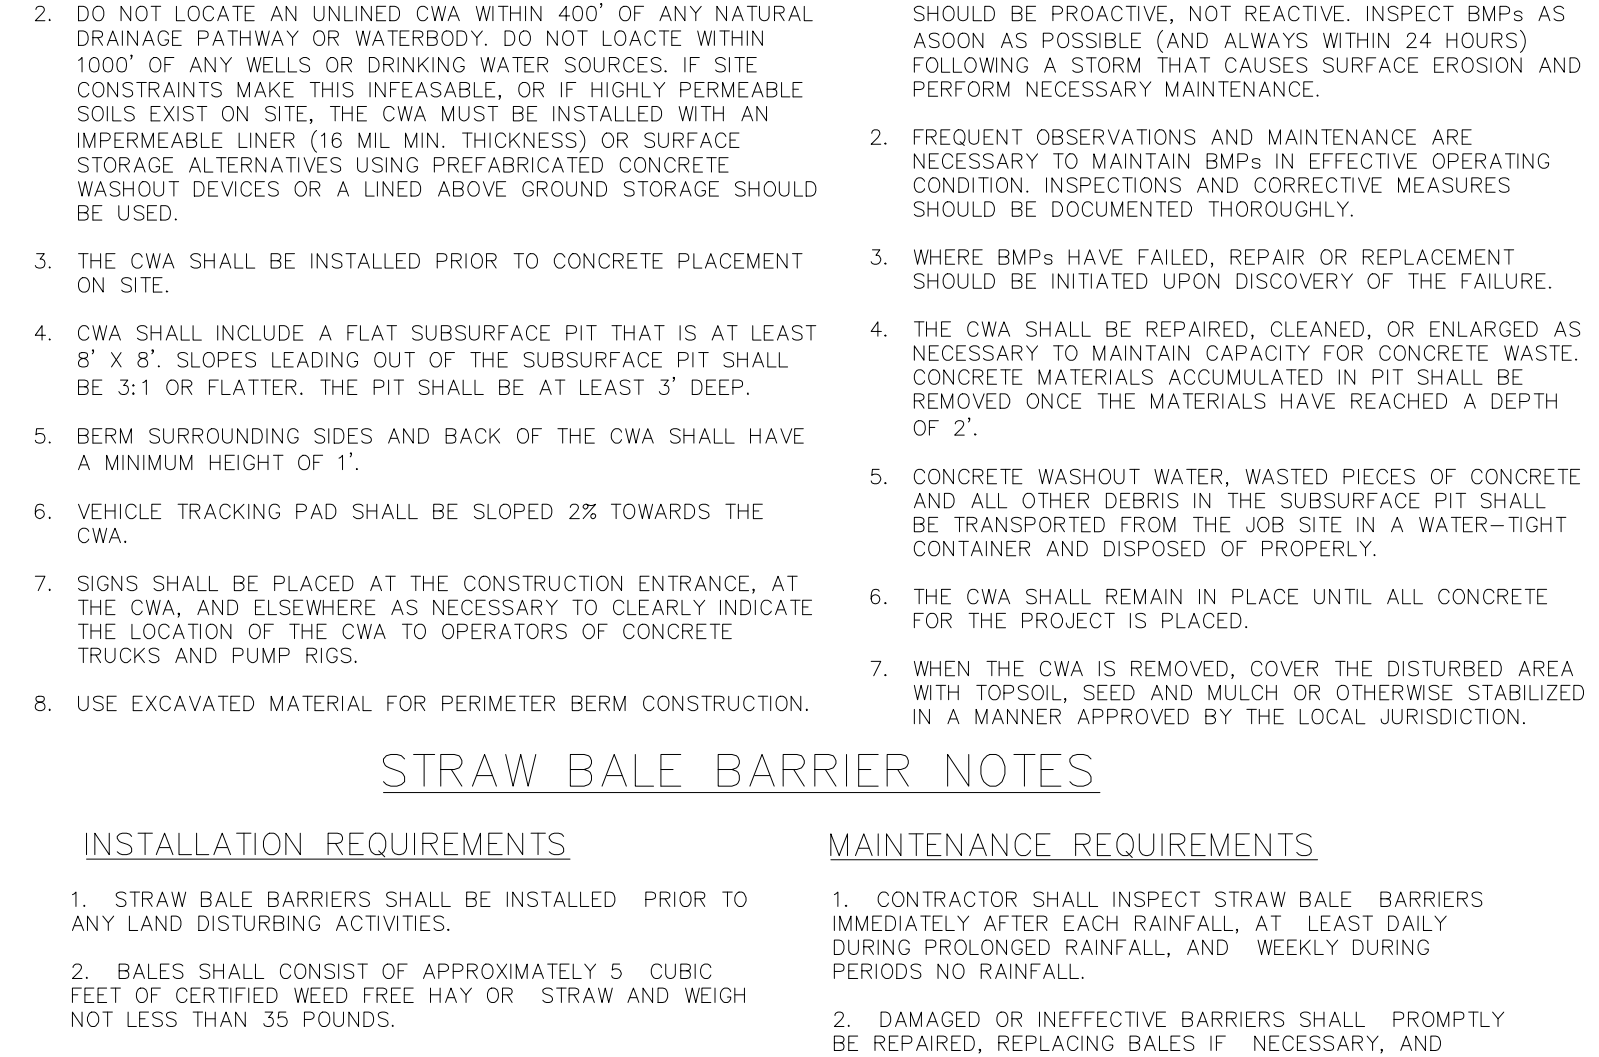 2. DO NOT LOCATE AN UNLINED CWA WITHIN 400' OF ANY NATURAL
DRAINAGE PATHWAY OR WATERBODY. DO NOT LOACTE WITHIN
1000' OF ANY WELLS OR DRINKING WATER SOURCES. IF SITE
CONSTRAINTS MAKE THIS INFEASABLE, OR IF HIGHLY PERMEABLE
SOILS EXIST ON SITE, THE CWA MUST BE INSTALLED WITH AN
IMPERMEABLE LINER (16 MIL MIN. THICKNESS) OR SURFACE
STORAGE ALTERNATIVES USING PREFABRICATED CONCRETE
WASHOUT DEVICES OR A LINED ABOVE GROUND STORAGE SHOULD
BE USED.
3. THE CWA SHALL BE INSTALLED PRIOR TO CONCRETE PLACEMENT
ON SITE.
4. CWA SHALL INCLUDE A FLAT SUBSURFACE PIT THAT IS AT LEAST
8' X 8'. SLOPES LEADING OUT OF THE SUBSURFACE PIT SHALL
BE 3:1 OR FLATTER. THE PIT SHALL BE AT LEAST 3' DEEP.
5. BERM SURROUNDING SIDES AND BACK OF THE CWA SHALL HAVE
A MINIMUM HEIGHT OF 1'.
6. VEHICLE TRACKING PAD SHALL BE SLOPED 2% TOWARDS THE
CWA.
7. SIGNS SHALL BE PLACED AT THE CONSTRUCTION ENTRANCE, AT
THE CWA, AND ELSEWHERE AS NECESSARY TO CLEARLY INDICATE
THE LOCATION OF THE CWA TO OPERATORS OF CONCRETE
TRUCKS AND PUMP RIGS.
8. USE EXCAVATED MATERIAL FOR PERIMETER BERM CONSTRUCTION.
SHOULD BE PROACTIVE, NOT REACTIVE. INSPECT BMPs AS
ASOON AS POSSIBLE (AND ALWAYS WITHIN 24 HOURS)
FOLLOWING A STORM THAT CAUSES SURFACE EROSION AND
PERFORM NECESSARY MAINTENANCE.
2. FREQUENT OBSERVATIONS AND MAINTENANCE ARE
NECESSARY TO MAINTAIN BMPs IN EFFECTIVE OPERATING
CONDITION. INSPECTIONS AND CORRECTIVE MEASURES
SHOULD BE DOCUMENTED THOROUGHLY.
3. WHERE BMPs HAVE FAILED, REPAIR OR REPLACEMENT
SHOULD BE INITIATED UPON DISCOVERY OF THE FAILURE.
4. THE CWA SHALL BE REPAIRED, CLEANED, OR ENLARGED AS
NECESSARY TO MAINTAIN CAPACITY FOR CONCRETE WASTE.
CONCRETE MATERIALS ACCUMULATED IN PIT SHALL BE
REMOVED ONCE THE MATERIALS HAVE REACHED A DEPTH
OF 2'.
5. CONCRETE WASHOUT WATER, WASTED PIECES OF CONCRETE
AND ALL OTHER DEBRIS IN THE SUBSURFACE PIT SHALL
BE TRANSPORTED FROM THE JOB SITE IN A WATER-TIGHT
CONTAINER AND DISPOSED OF PROPERLY.
6. THE CWA SHALL REMAIN IN PLACE UNTIL ALL CONCRETE
FOR THE PROJECT IS PLACED.
7. WHEN THE CWA IS REMOVED, COVER THE DISTURBED AREA
WITH TOPSOIL, SEED AND MULCH OR OTHERWISE STABILIZED
IN A MANNER APPROVED BY THE LOCAL JURISDICTION.
STRAW BALE BARRIER NOTES
INSTALLATION REQUIREMENTS
1. STRAW BALE BARRIERS SHALL BE INSTALLED PRIOR TO
ANY LAND DISTURBING ACTIVITIES.
2. BALES SHALL CONSIST OF APPROXIMATELY 5 CUBIC
FEET OF CERTIFIED WEED FREE HAY OR STRAW AND WEIGH
NOT LESS THAN 35 POUNDS.
MAINTENANCE REQUIREMENTS
1. CONTRACTOR SHALL INSPECT STRAW BALE BARRIERS
IMMEDIATELY AFTER EACH RAINFALL, AT LEAST DAILY
DURING PROLONGED RAINFALL, AND WEEKLY DURING
PERIODS NO RAINFALL.
2. DAMAGED OR INEFFECTIVE BARRIERS SHALL PROMPTLY
BE REPAIRED, REPLACING BALES IF NECESSARY, AND